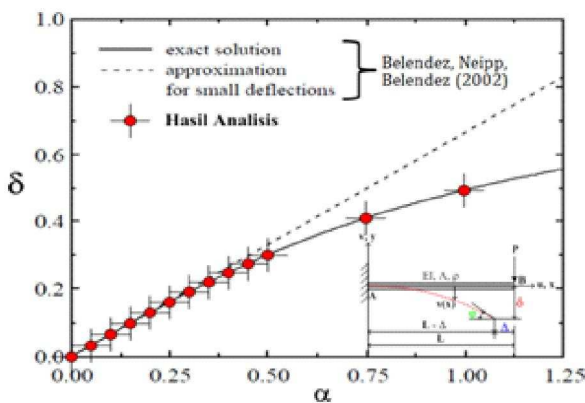 1.0
0.8
0.6
0.4
0.2
0.0
δ
exact solution
approximation
for small deflections
Belendez, Neipp,
Belendez (2002)
Hasil Analisis
v, y
P
EI, A, ρ
B
u, x
A
v(x)
δ
L - Δ
Δ
L
0.00
0.25
0.50
0.75
1.00
1.25
α